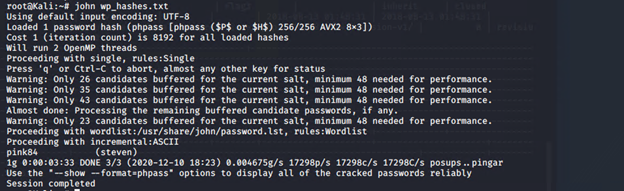 root@Kali:~# john wp_hashes.txt
Using default input encoding: UTF-8
Loaded 1 password hash (phpass [phpass ($P$ or $H$) 256/256 AVX2 8×3])
Cost 1 (iteration count) is 8192 for all loaded hashes
Will run 2 OpenMP threads
Proceeding with single, rules:Single
Press 'q' or Ctrl-C to abort, almost any other key for status
Warning: Only 26 candidates buffered for the current salt, minimum 48 needed for performance.
Warning: Only 35 candidates buffered for the current salt, minimum 48 needed for performance.
Warning: Only 43 candidates buffered for the current salt, minimum 48 needed for performance.
Almost done: Processing the remaining buffered candidate passwords, if any.
Warning: Only 23 candidates buffered for the current salt, minimum 48 needed for performance.
Proceeding with wordlist:/usr/share/john/password.lst, rules:Wordlist
Proceeding with incremental:ASCII
pink84           (steven)
1g 0:00:03:33 DONE 3/3 (2020-12-10 18:23) 0.004675g/s 17298p/s 17298c/s 17298C/s posups..pingar
Use the "--show --format=phpass" options to display all of the cracked passwords reliably
Session completed